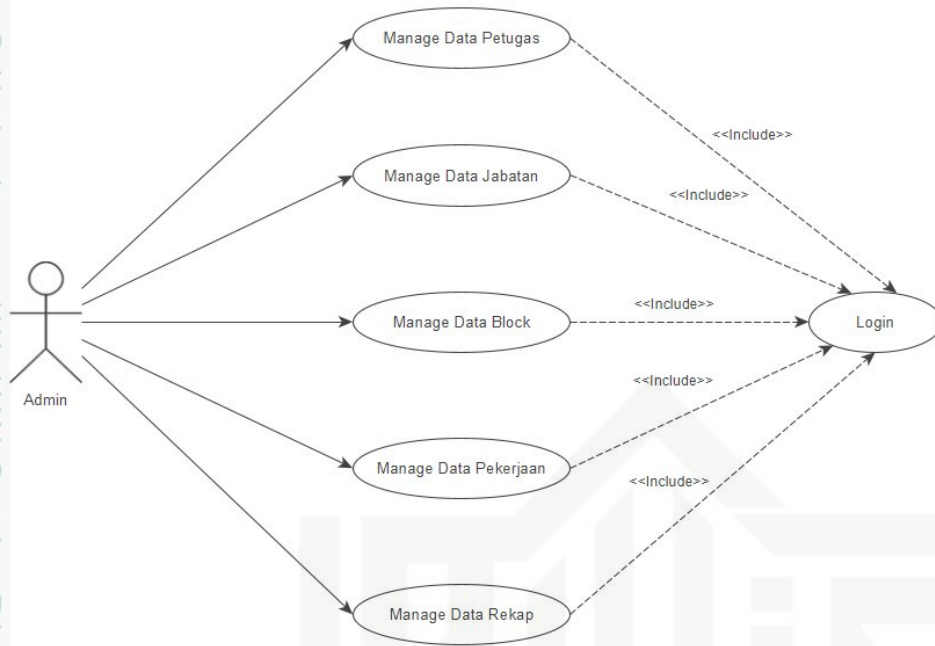 Manage Data Petugas
<<Include>>
Manage Data Jabatan
<<Include>>
Manage Data Block
<<Include>>
Login
Admin
<<Include>>
Manage Data Pekerjaan
<<Include>>
Manage Data Rekap